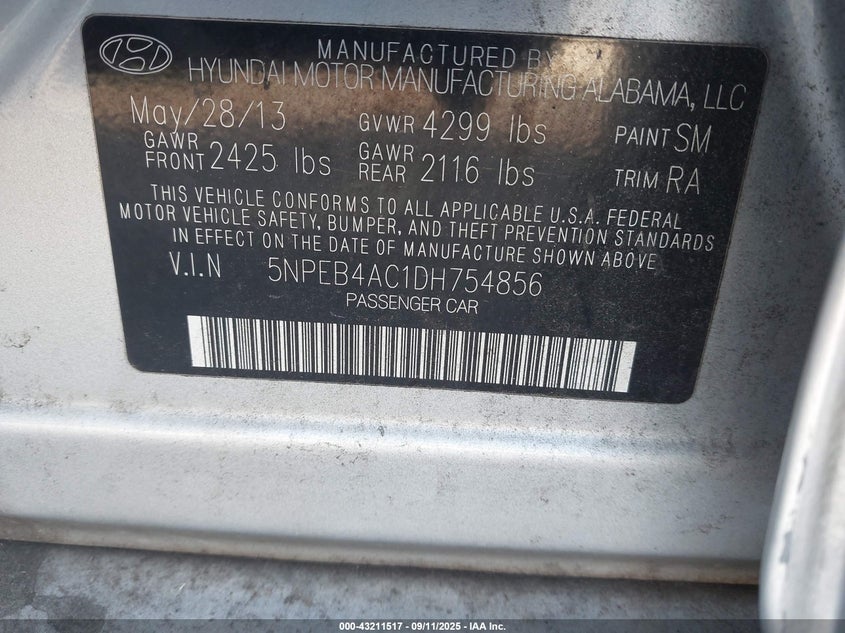 MANUFACTURED BY
HYUNDAI MOTOR MANUFACTURING ALABAMA, LLC
May/28/13 GVWR 4299 lbs PAINT SM
GAWR FRONT 2425 lbs GAWR REAR 2116 lbs TRIM RA
THIS VEHICLE CONFORMS TO ALL APPLICABLE U.S.A. FEDERAL
MOTOR VEHICLE SAFETY, BUMPER, AND THEFT PREVENTION STANDARDS
IN EFFECT ON THE DATE OF MANUFACTURE SHOWN ABOVE
V.I.N 5NPEB4AC1DH754856
PASSENGER CAR
000-43211517 - 09/11/2025 - IAA Inc.